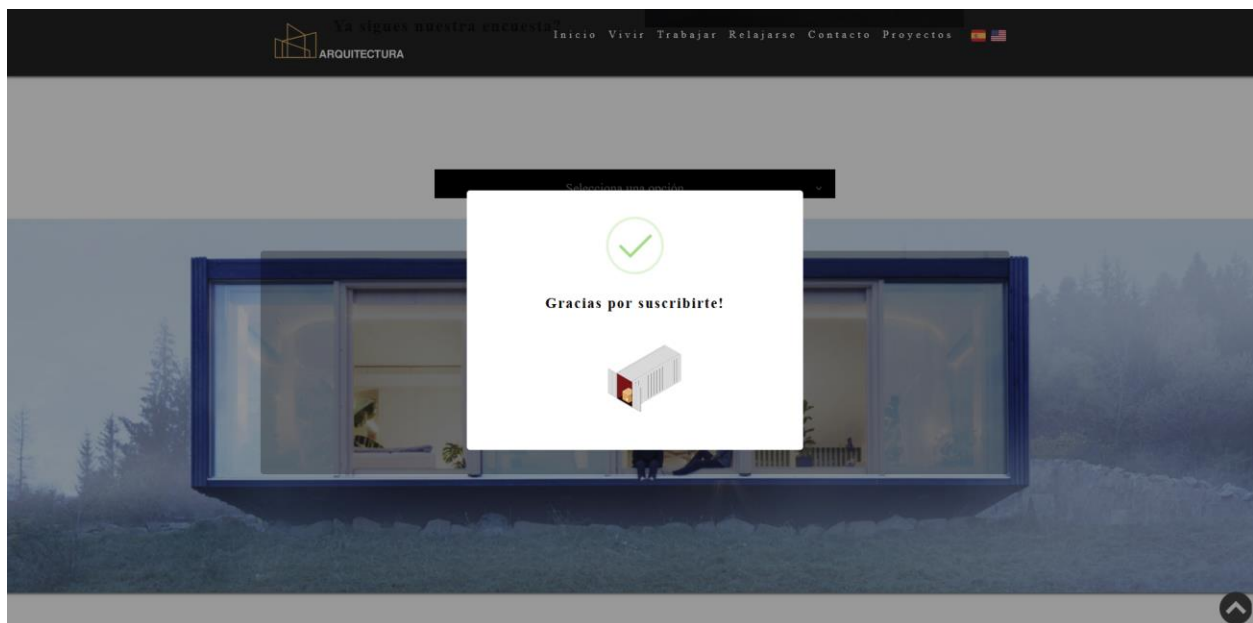 Ya sigues nuestra encuesta?
Inicio Vivir Trabajar Relajarse Contacto Proyectos
ARQUITECTURA
Selecciona una opción
Gracias por suscribirte!